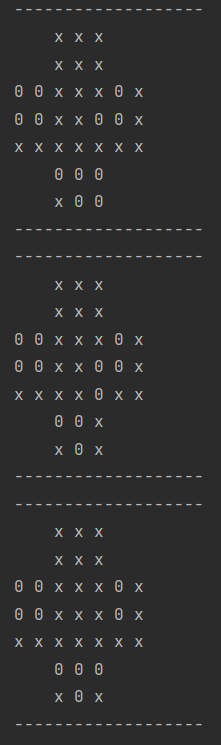 -------------------
x x x
x x x
0 0 x x x 0 x
0 0 x x 0 0 x
x x x x x x x
0 0 0
x 0 0
-------------------
-------------------
x x x
x x x
0 0 x x x 0 x
0 0 x x 0 0 x
x x x x 0 x x
0 0 x
x 0 x
-------------------
-------------------
x x x
x x x
0 0 x x x 0 x
0 0 x x x 0 x
x x x x x x x
0 0 0
x 0 x
-------------------